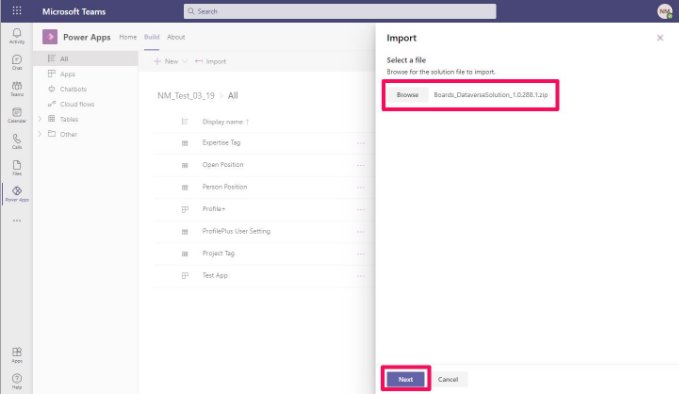 Microsoft Teams
Search
NM
Activity
Chat
Teams
Calendar
Calls
Files
Power Apps
Apps
Help
Power Apps Home Build About
All
Apps
Chatbots
Cloud flows
Tables
Other
+ New Import
NM_Test_03_19 > All
Display name ↑
Expertise Tag
Open Position
Person Position
Profile+
ProfilePlus User Setting
Project Tag
Test App
Import
Select a file
Browse for the solution file to import.
Browse Boards_DataverseSolution_1.0.288.1.zip
Next Cancel